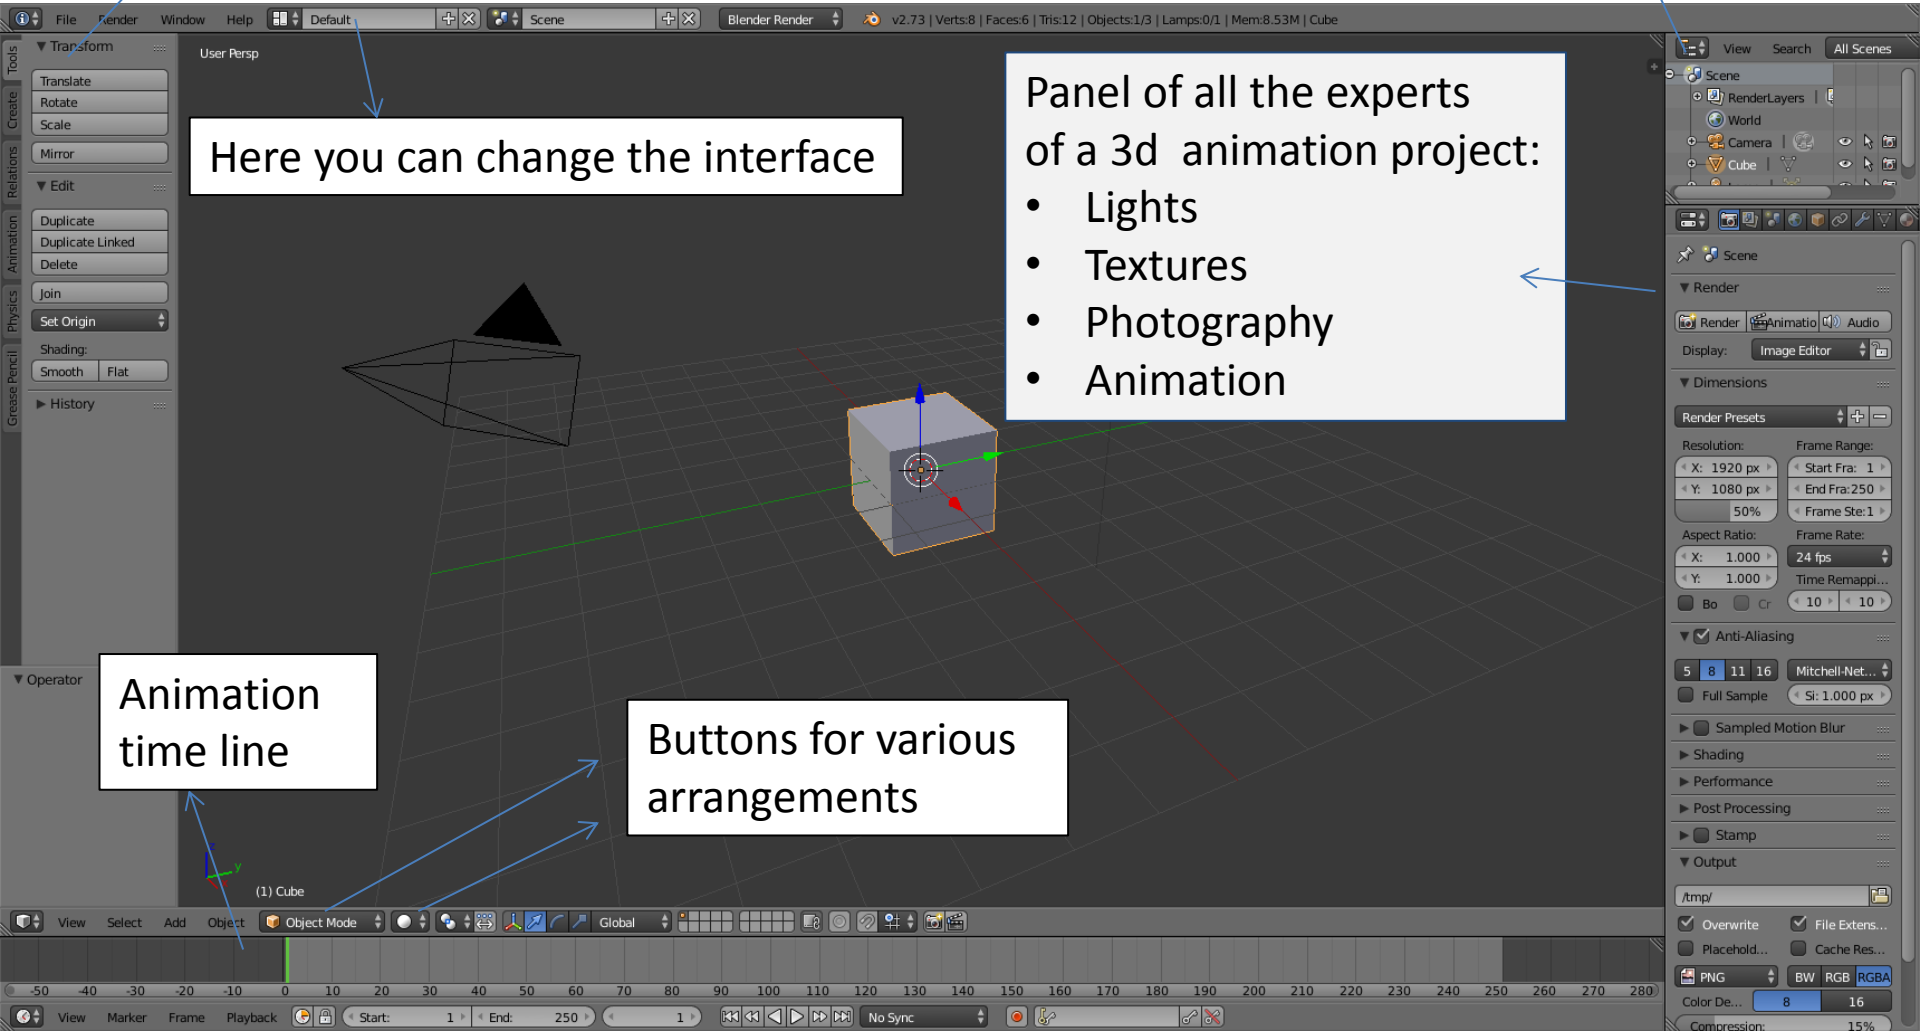 File Render Window Help Default Scene Blender Render v2.73 | Verts:8 | Faces:6 | Tris:12 | Objects:1/3 | Lamps:0/1 | Mem:8.53M | Cube
Tools
Create
Relations
Animation
Physics
Grease Pencil
Transform
Translate
Rotate
Scale
Mirror
Edit
Duplicate
Duplicate Linked
Delete
Join
Set Origin
Shading:
Smooth Flat
History
Operator
User Persp
Here you can change the interface
Panel of all the experts
of a 3d animation project:
• Lights
• Textures
• Photography
• Animation
Animation
time line
Buttons for various
arrangements
z
y
(1) Cube
View Select Add Object Object Mode Global
-50 -40 -30 -20 -10 0 10 20 30 40 50 60 70 80 90 100 110 120 130 140 150 160 170 180 190 200 210 220 230 240 250 260 270 280
View Marker Frame Playback Start: 1 End: 250 1 No Sync
View Search All Scenes
Scene
RenderLayers
World
Camera
Cube
Scene
Render
Render Animatio Audio
Display: Image Editor
Dimensions
Render Presets
Resolution: Frame Range:
X: 1920 px Start Fra: 1
Y: 1080 px End Fra:250
50% Frame Ste:1
Aspect Ratio: Frame Rate:
X: 1.000 24 fps
Y: 1.000 Time Remappi...
Bo Cr 10 10
Anti-Aliasing
5 8 11 16 Mitchell-Net...
Full Sample Si: 1.000 px
Sampled Motion Blur
Shading
Performance
Post Processing
Stamp
Output
/tmp/
Overwrite File Extens...
Placehold... Cache Res...
PNG BW RGB RGBA
Color De... 8 16
Compression: 15%